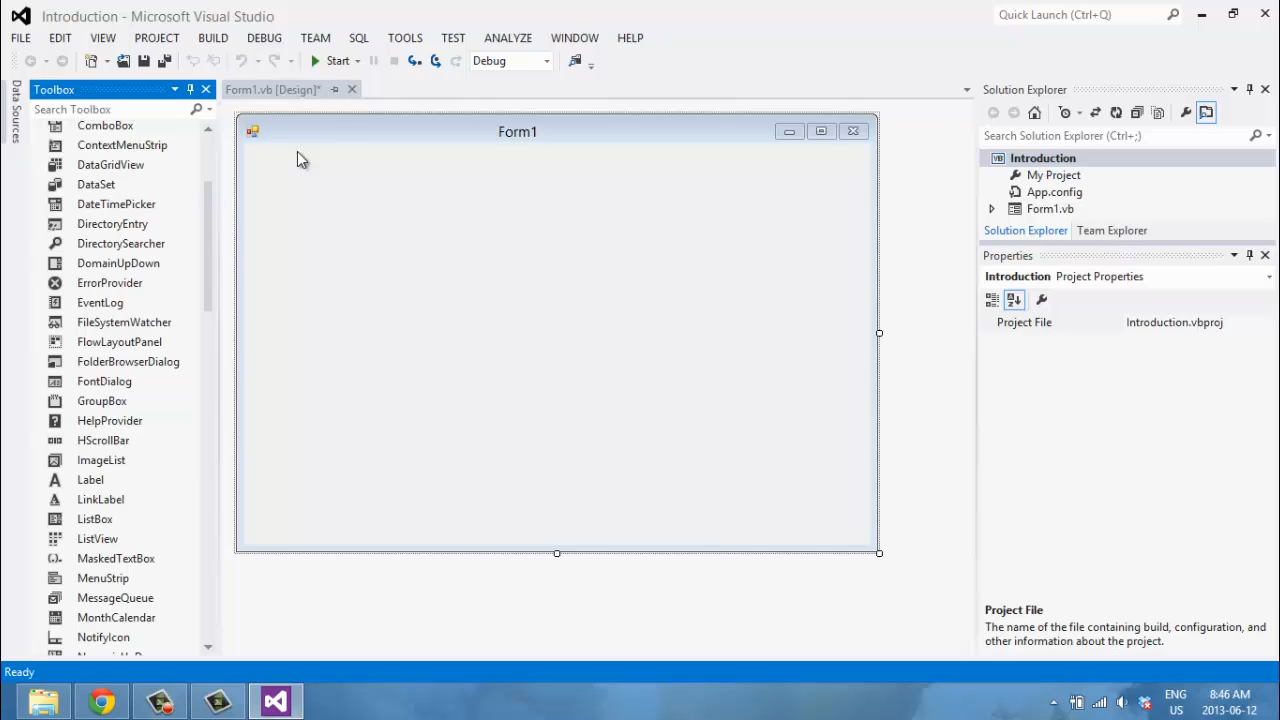 Introduction - Microsoft Visual Studio
Quick Launch (Ctrl+Q)
FILE EDIT VIEW PROJECT BUILD DEBUG TEAM SQL TOOLS TEST ANALYZE WINDOW HELP
Start Debug
Data Sources
Toolbox
Search Toolbox
ComboBox
ContextMenuStrip
DataGridView
DataSet
DateTimePicker
DirectoryEntry
DirectorySearcher
DomainUpDown
ErrorProvider
EventLog
FileSystemWatcher
FlowLayoutPanel
FolderBrowserDialog
FontDialog
GroupBox
HelpProvider
HScrollBar
ImageList
Label
LinkLabel
ListBox
ListView
MaskedTextBox
MenuStrip
MessageQueue
MonthCalendar
NotifyIcon
Form1.vb [Design]*
Form1
Solution Explorer
Search Solution Explorer (Ctrl+;)
Introduction
My Project
App.config
Form1.vb
Solution Explorer Team Explorer
Properties
Introduction Project Properties
Project File Introduction.vbproj
Project File
The name of the file containing build, configuration, and
other information about the project.
Ready
ENG 8:46 AM
US 2013-06-12